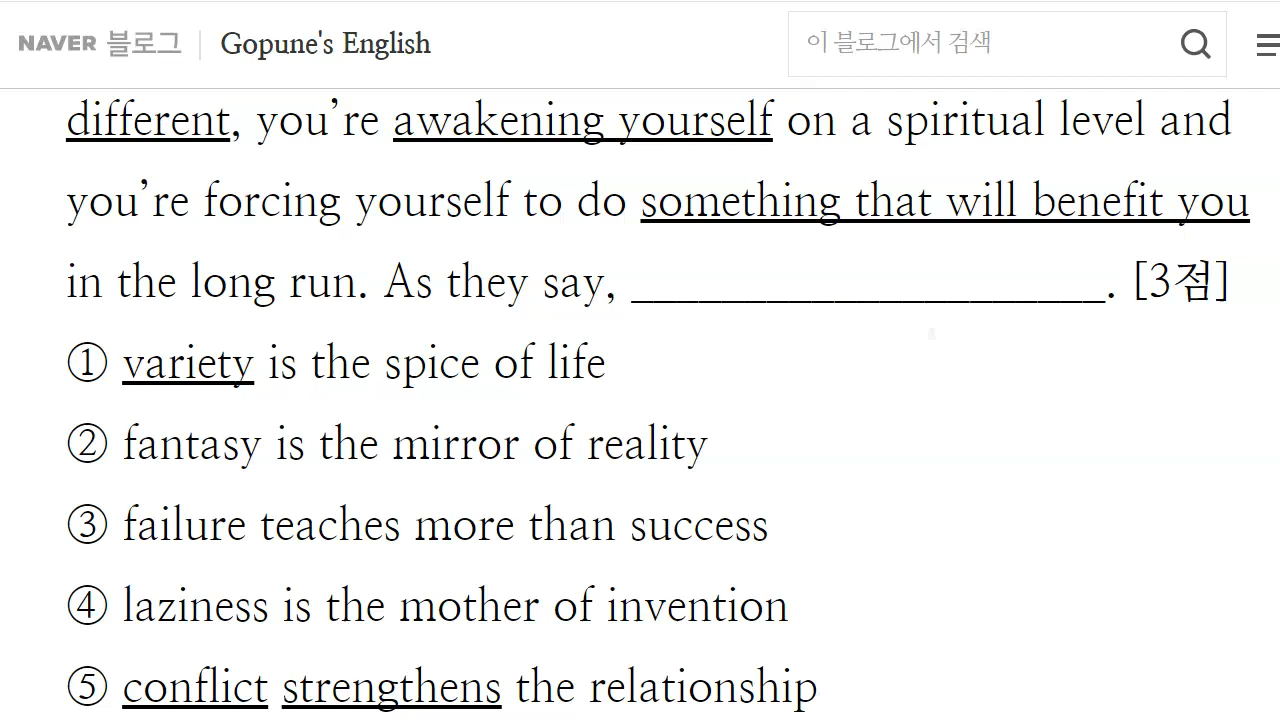 NAVER 블로그 Gopune's English 이 블로그에서 검색
different, you’re awakening yourself on a spiritual level and
you’re forcing yourself to do something that will benefit you
in the long run. As they say, _____________________. [3점]
① variety is the spice of life
② fantasy is the mirror of reality
③ failure teaches more than success
④ laziness is the mother of invention
⑤ conflict strengthens the relationship